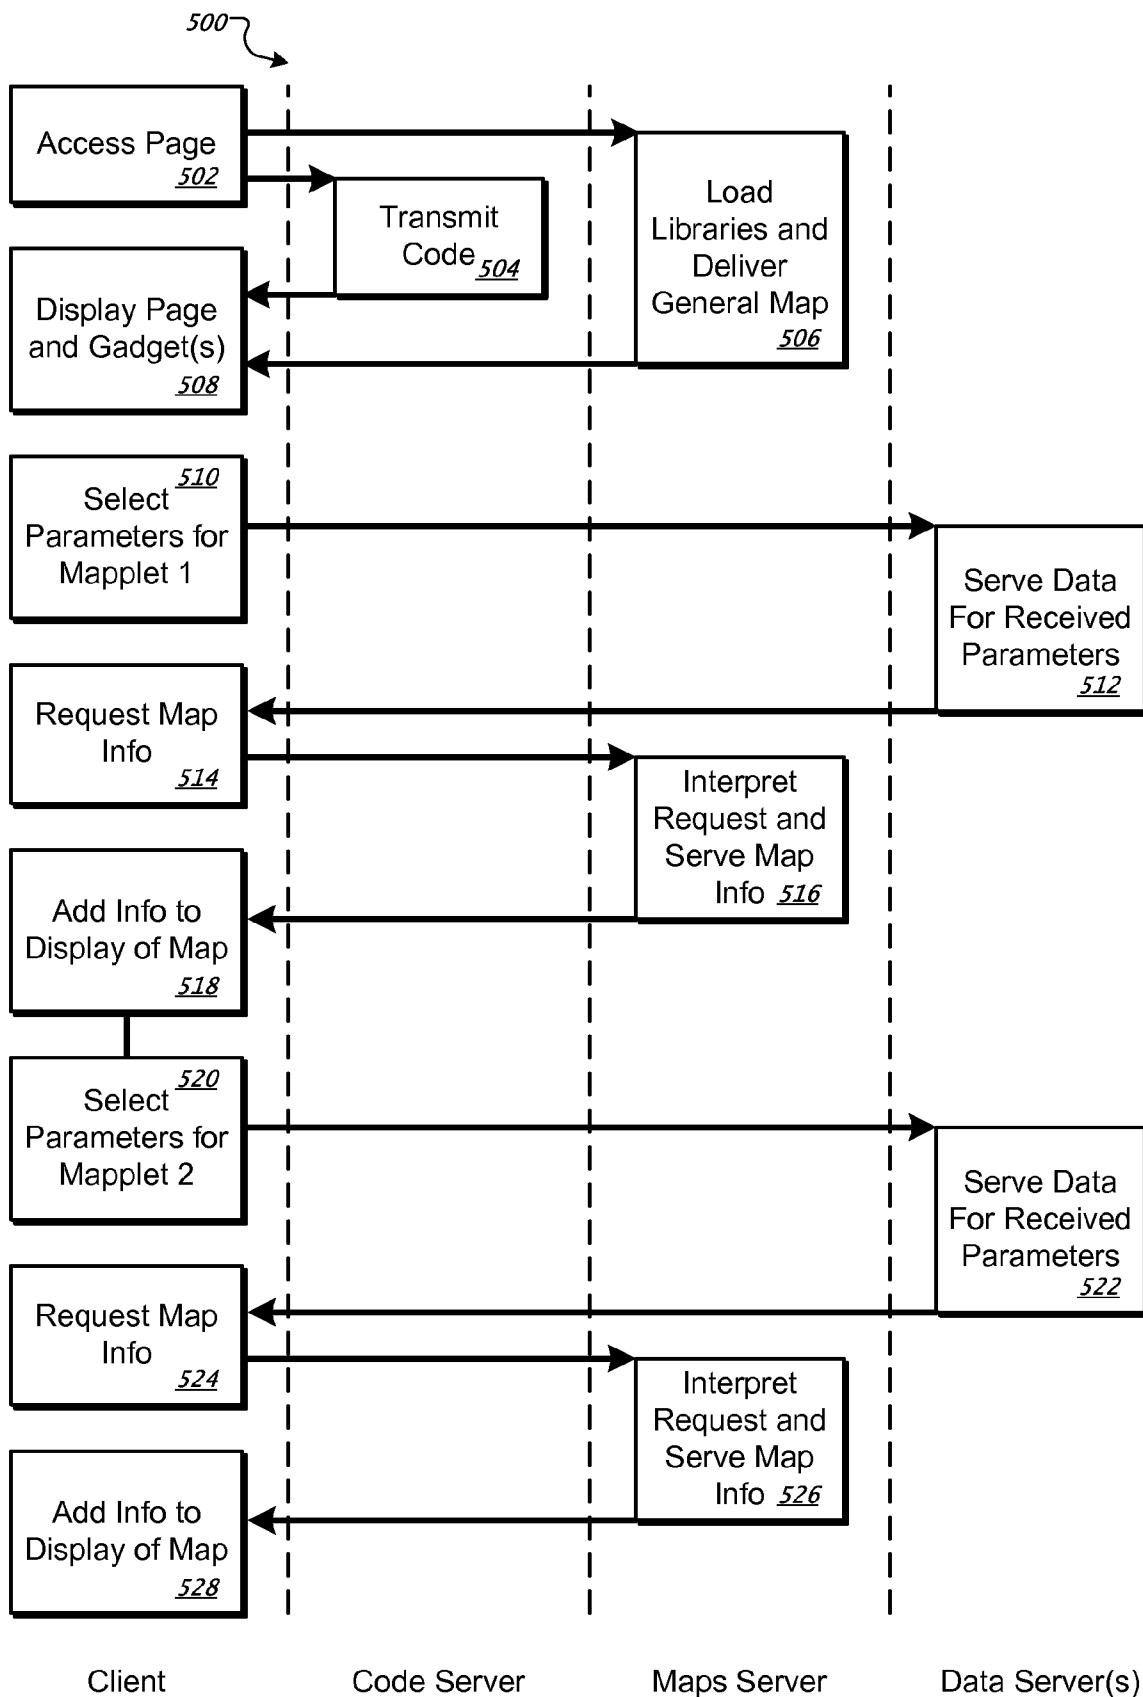 500
Access Page
502
Transmit
Code 504
Load
Libraries and
Deliver
General Map
506
Display Page
and Gadget(s)
508
510
Select
Parameters for
Mapplet 1
Serve Data
For Received
Parameters
512
Request Map
Info
514
Interpret
Request and
Serve Map
Info 516
Add Info to
Display of Map
518
520
Select
Parameters for
Mapplet 2
Serve Data
For Received
Parameters
522
Request Map
Info
524
Interpret
Request and
Serve Map
Info 526
Add Info to
Display of Map
528
Client Code Server Maps Server Data Server(s)